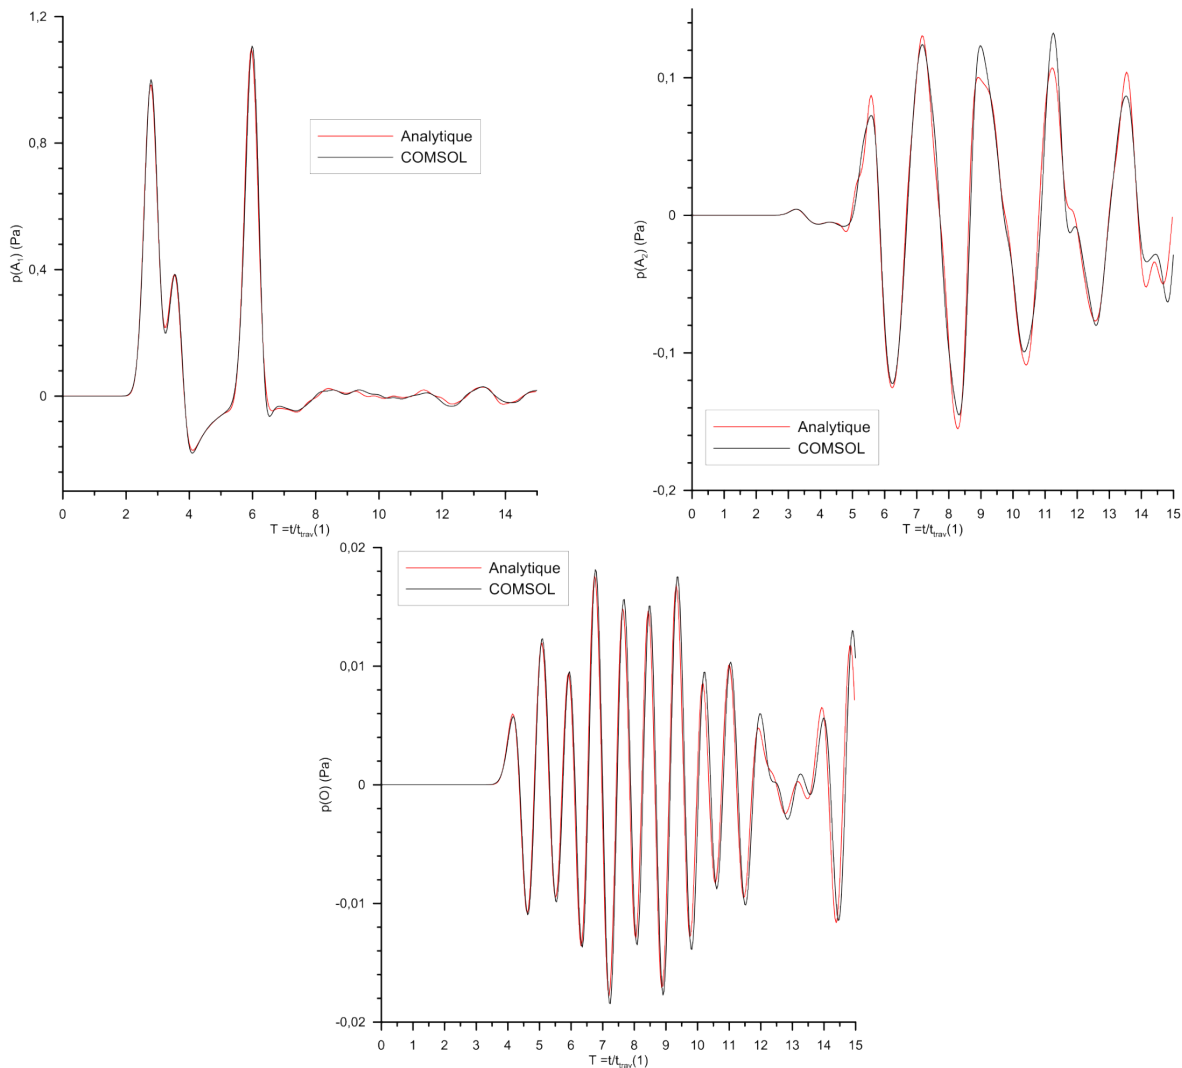 1,2
0,8
0,4
0
p(A₁) (Pa)
Analytique
COMSOL
0 2 4 6 8 10 12 14
T =t/t_trav(1)
0,1
0
-0,1
-0,2
p(A₂) (Pa)
Analytique
COMSOL
0 1 2 3 4 5 6 7 8 9 10 11 12 13 14 15
T =t/t_trav(1)
0,02
0,01
0
-0,01
-0,02
p(O) (Pa)
Analytique
COMSOL
0 1 2 3 4 5 6 7 8 9 10 11 12 13 14 15
T =t/t_trav(1)